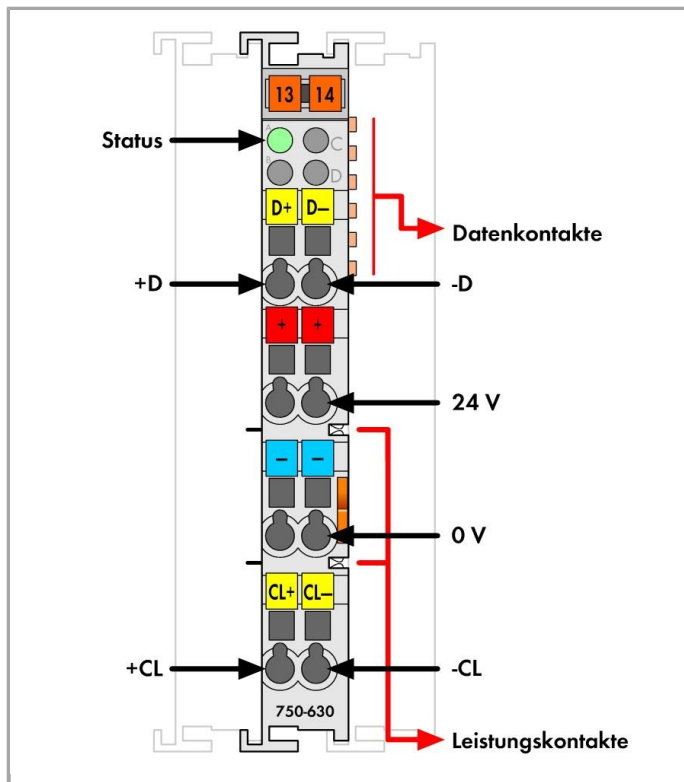 13 14
A
Status
C
B
D
D+ D–
Datenkontakte
+D
-D
+ +
24 V
– –
0 V
CL+ CL–
+CL
-CL
750-630
Leistungskontakte